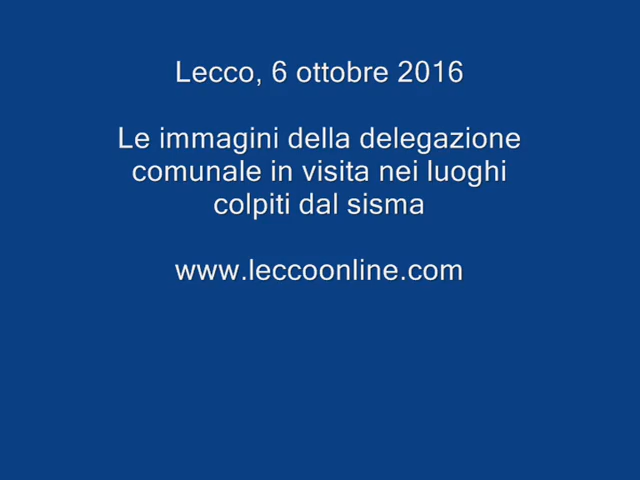 Lecco, 6 ottobre 2016
Le immagini della delegazione
comunale in visita nei luoghi
colpiti dal sisma
www.leccoonline.com